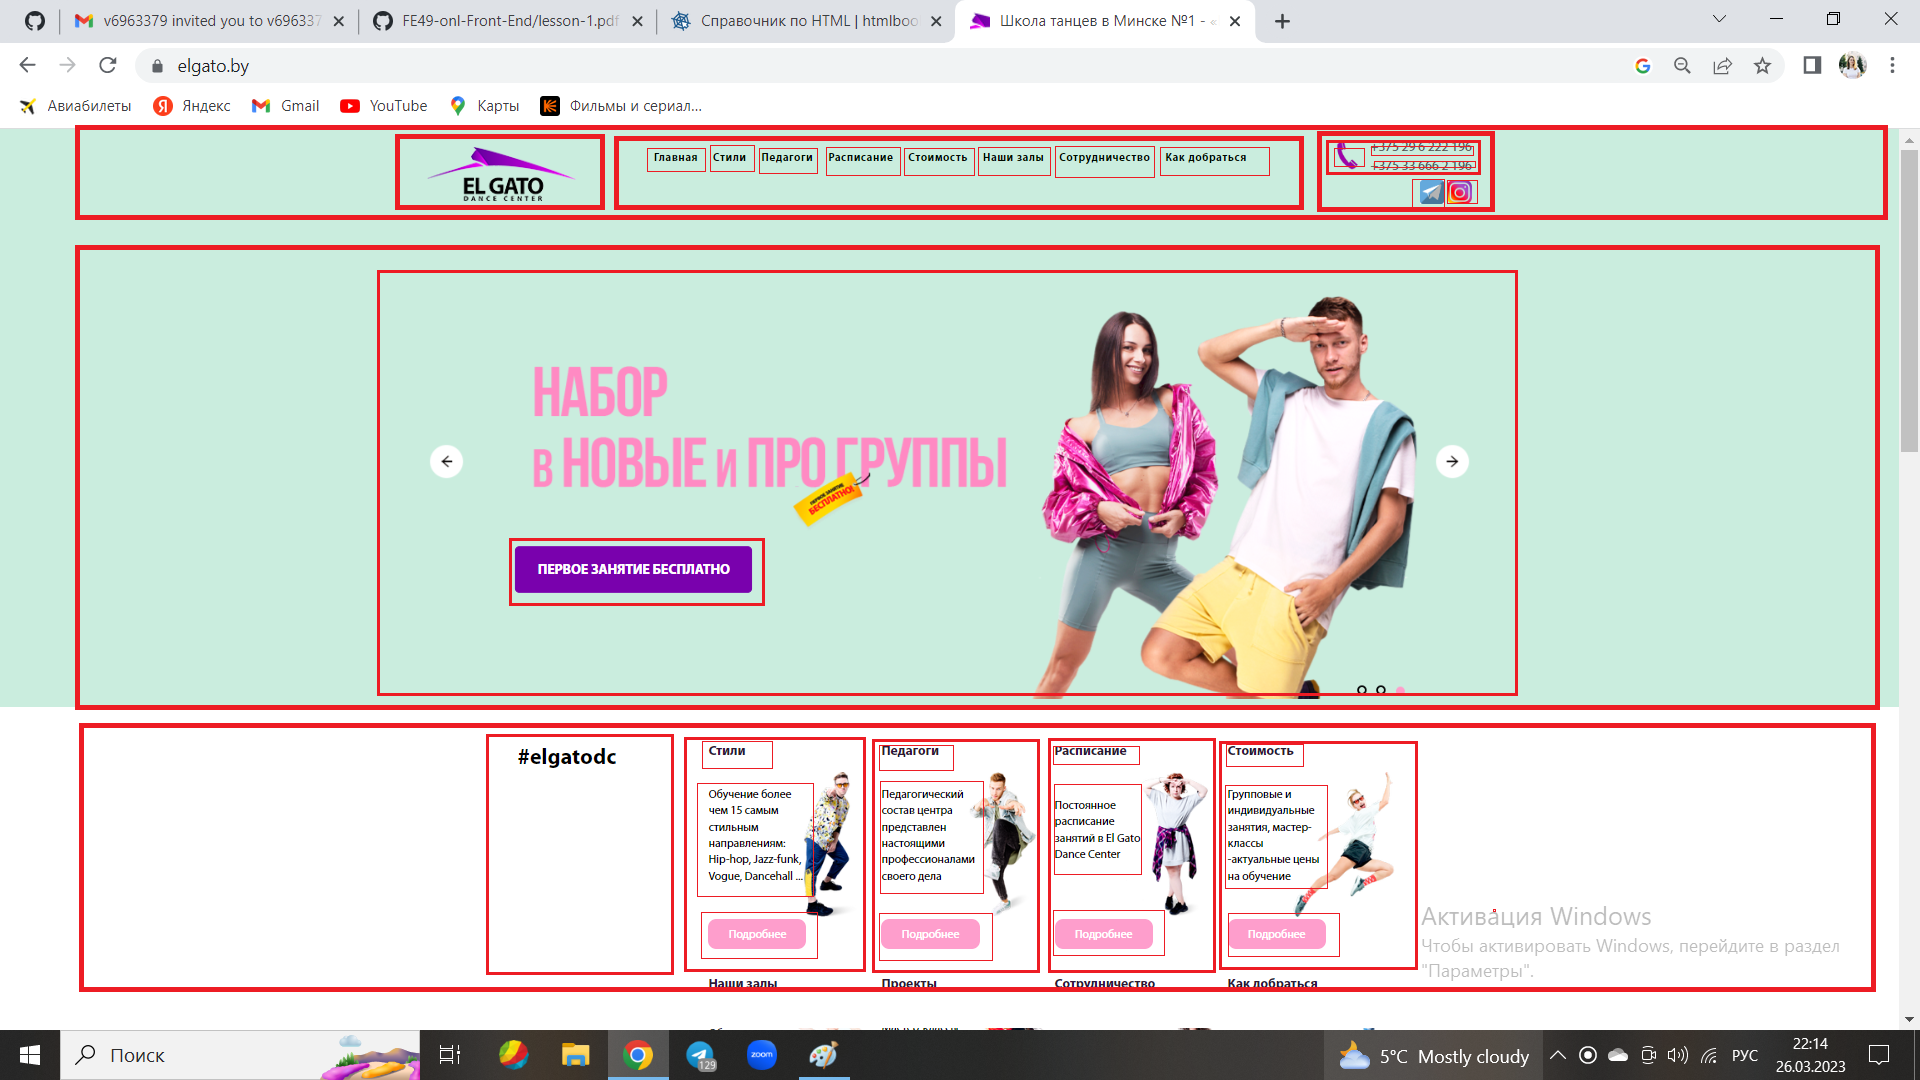 v6963379 invited you to v696337
FE49-onl-Front-End/lesson-1.pdf
Справочник по HTML | htmlboo
Школа танцев в Минске №1 - «
elgato.by
Авиабилеты
Яндекс
Gmail
YouTube
Карты
Фильмы и сериал...
EL GATO
DANCE CENTER
Главная
Стили
Педагоги
Расписание
Стоимость
Наши залы
Сотрудничество
Как добраться
+375 29 6 222 196
+375 33 666 2 196
НАБОР
в НОВЫЕ и ПРО ГРУППЫ
ПЕРВОЕ ЗАНЯТИЕ
БЕСПЛАТНО!
ПЕРВОЕ ЗАНЯТИЕ БЕСПЛАТНО
#elgatodc
Стили
Обучение более
чем 15 самым
стильным
направлениям:
Hip-hop, Jazz-funk,
Vogue, Dancehall ...
Подробнее
Педагоги
Педагогический
состав центра
представлен
настоящими
профессионалами
своего дела
Подробнее
Расписание
Постоянное
расписание
занятий в El Gato
Dance Center
Подробнее
Стоимость
Групповые и
индивидуальные
занятия, мастер-
классы
-актуальные цены
на обучение
Подробнее
Наши залы
Проекты
Сотрудничество
Как добраться
Активация Windows
Чтобы активировать Windows, перейдите в раздел
"Параметры".
Поиск
129
zoom
5°C Mostly cloudy
РУС
22:14
26.03.2023